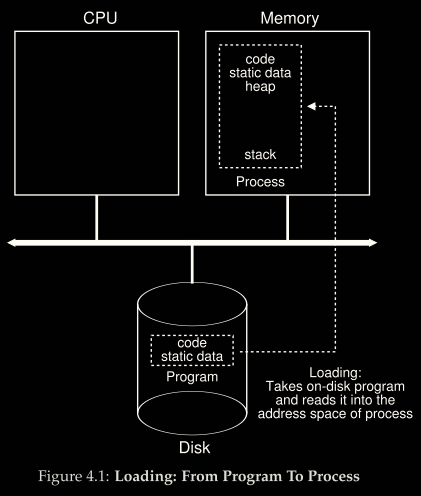 CPU
Memory
code
static data
heap
stack
Process
code
static data
Program
Loading:
Takes on-disk program
and reads it into the
address space of process
Disk
Figure 4.1: Loading: From Program To Process